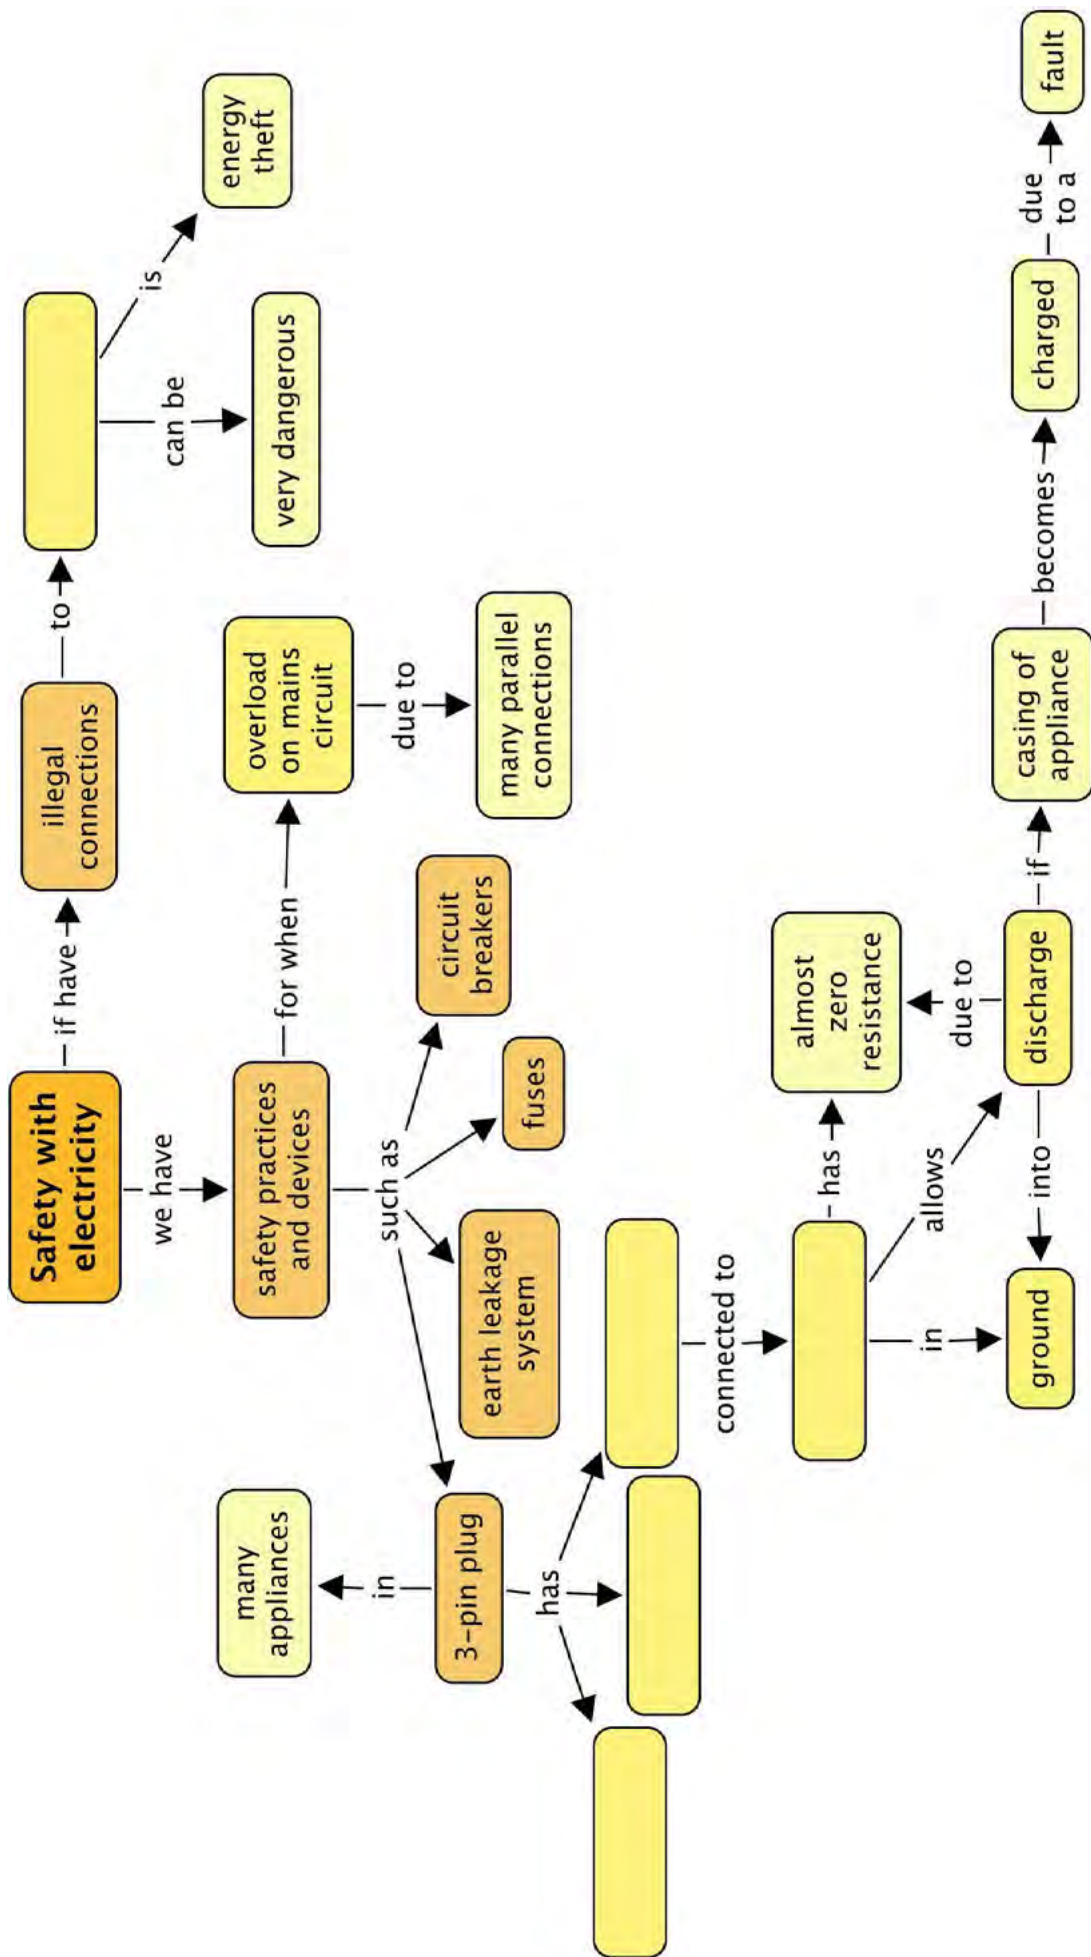 Safety with
electricity
if have
illegal
connections
to
is
energy
theft
can be
very dangerous
we have
safety practices
and devices
for when
overload
on mains
circuit
due to
many parallel
connections
such as
circuit
breakers
fuses
earth leakage
system
3-pin plug
in
many
appliances
has
connected to
has
almost
zero
resistance
allows
in
ground
into
discharge
due to
if
casing of
appliance
becomes
charged
due
to a
fault